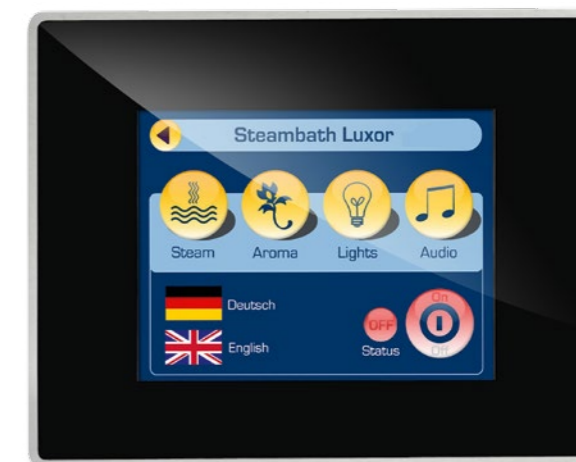 Steambath Luxor
Steam Aroma Lights Audio
Deutsch
On
OFF
English
Status
Off